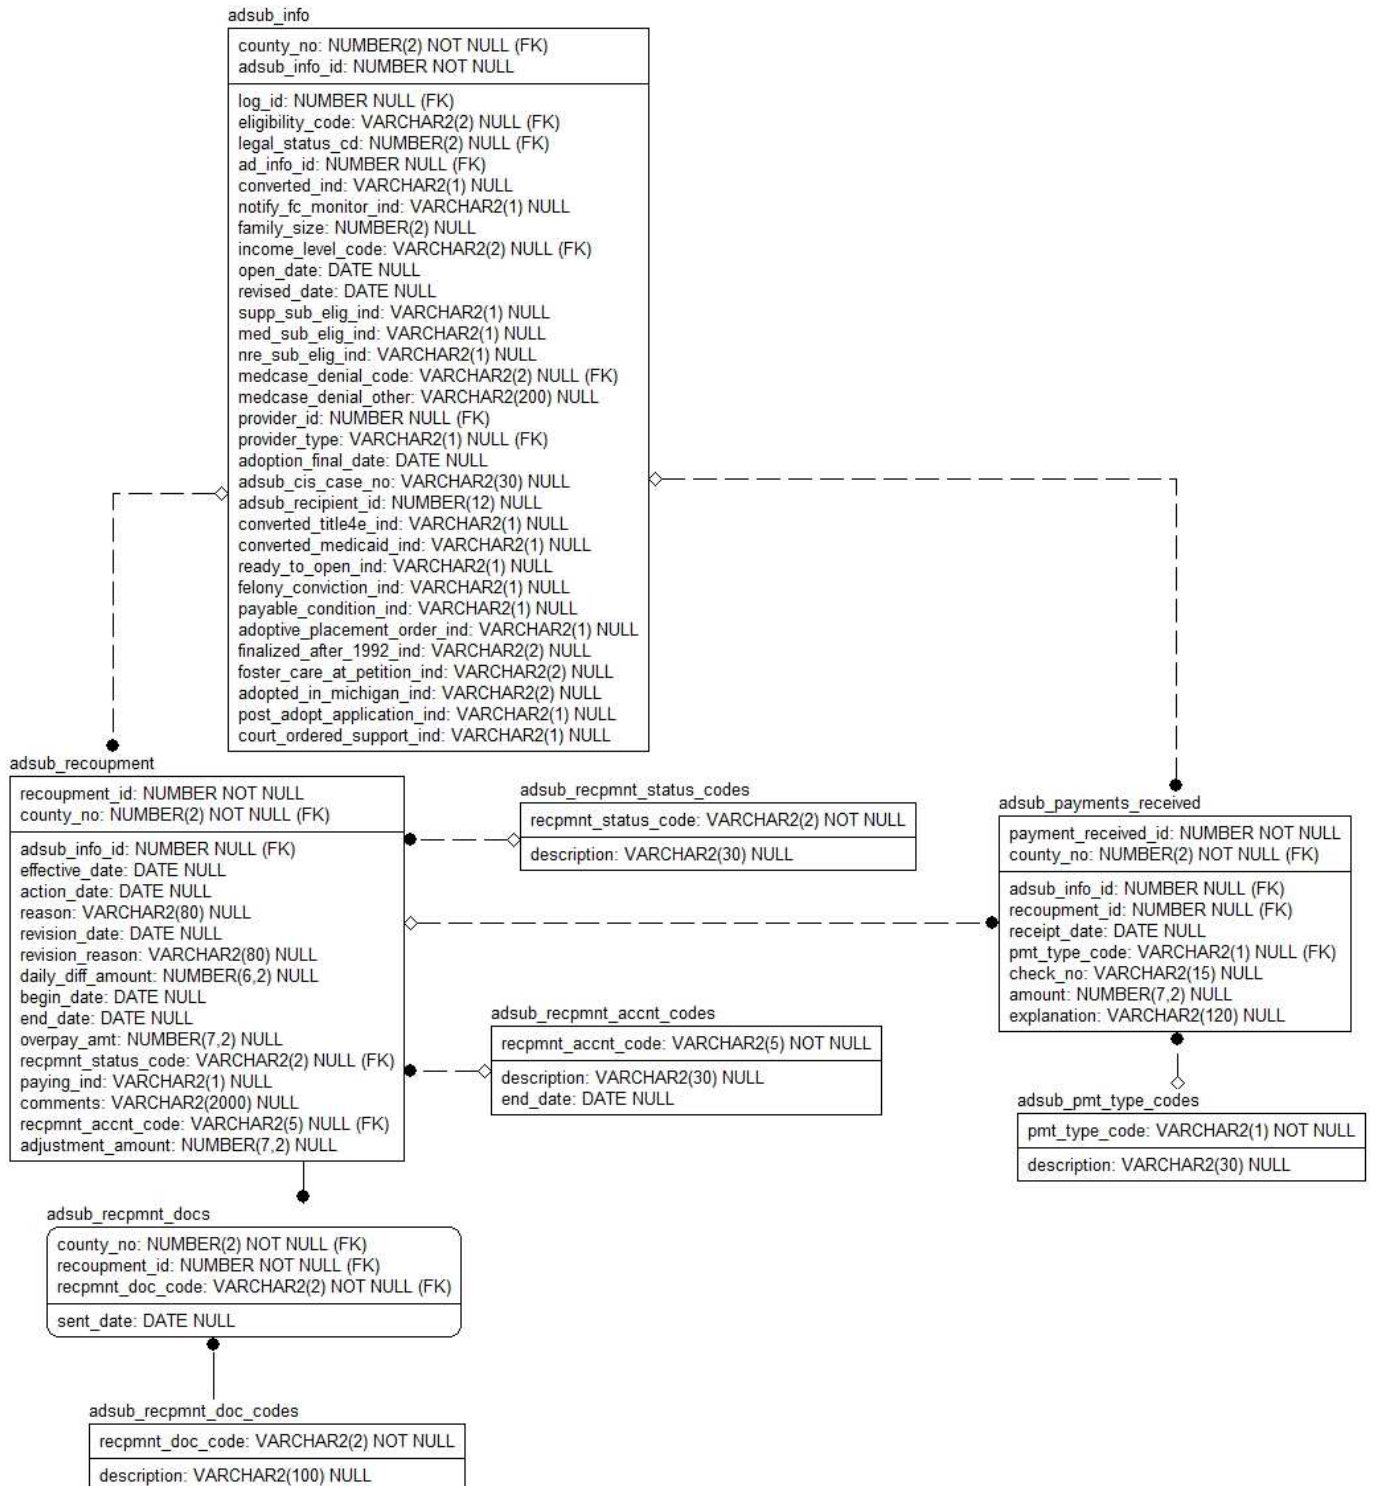 adsub_info
county_no: NUMBER(2) NOT NULL (FK)
adsub_info_id: NUMBER NOT NULL
log_id: NUMBER NULL (FK)
eligibility_code: VARCHAR2(2) NULL (FK)
legal_status_cd: NUMBER(2) NULL (FK)
ad_info_id: NUMBER NULL (FK)
converted_ind: VARCHAR2(1) NULL
notify_fc_monitor_ind: VARCHAR2(1) NULL
family_size: NUMBER(2) NULL
income_level_code: VARCHAR2(2) NULL (FK)
open_date: DATE NULL
revised_date: DATE NULL
supp_sub_elig_ind: VARCHAR2(1) NULL
med_sub_elig_ind: VARCHAR2(1) NULL
nre_sub_elig_ind: VARCHAR2(1) NULL
medcase_denial_code: VARCHAR2(2) NULL (FK)
medcase_denial_other: VARCHAR2(200) NULL
provider_id: NUMBER NULL (FK)
provider_type: VARCHAR2(1) NULL (FK)
adoption_final_date: DATE NULL
adsub_cis_case_no: VARCHAR2(30) NULL
adsub_recipient_id: NUMBER(12) NULL
converted_title4e_ind: VARCHAR2(1) NULL
converted_medicaid_ind: VARCHAR2(1) NULL
ready_to_open_ind: VARCHAR2(1) NULL
felony_conviction_ind: VARCHAR2(1) NULL
payable_condition_ind: VARCHAR2(1) NULL
adoptive_placement_order_ind: VARCHAR2(1) NULL
finalized_after_1992_ind: VARCHAR2(2) NULL
foster_care_at_petition_ind: VARCHAR2(2) NULL
adopted_in_michigan_ind: VARCHAR2(2) NULL
post_adopt_application_ind: VARCHAR2(1) NULL
court_ordered_support_ind: VARCHAR2(1) NULL
adsub_recoupment
recoupment_id: NUMBER NOT NULL
county_no: NUMBER(2) NOT NULL (FK)
adsub_info_id: NUMBER NULL (FK)
effective_date: DATE NULL
action_date: DATE NULL
reason: VARCHAR2(80) NULL
revision_date: DATE NULL
revision_reason: VARCHAR2(80) NULL
daily_diff_amount: NUMBER(6,2) NULL
begin_date: DATE NULL
end_date: DATE NULL
overpay_amt: NUMBER(7,2) NULL
recpmnt_status_code: VARCHAR2(2) NULL (FK)
paying_ind: VARCHAR2(1) NULL
comments: VARCHAR2(2000) NULL
recpmnt_accnt_code: VARCHAR2(5) NULL (FK)
adjustment_amount: NUMBER(7,2) NULL
adsub_recpmnt_status_codes
recpmnt_status_code: VARCHAR2(2) NOT NULL
description: VARCHAR2(30) NULL
adsub_recpmnt_accnt_codes
recpmnt_accnt_code: VARCHAR2(5) NOT NULL
description: VARCHAR2(30) NULL
end_date: DATE NULL
adsub_payments_received
payment_received_id: NUMBER NOT NULL
county_no: NUMBER(2) NOT NULL (FK)
adsub_info_id: NUMBER NULL (FK)
recoupment_id: NUMBER NULL (FK)
receipt_date: DATE NULL
pmt_type_code: VARCHAR2(1) NULL (FK)
check_no: VARCHAR2(15) NULL
amount: NUMBER(7,2) NULL
explanation: VARCHAR2(120) NULL
adsub_pmt_type_codes
pmt_type_code: VARCHAR2(1) NOT NULL
description: VARCHAR2(30) NULL
adsub_recpmnt_docs
county_no: NUMBER(2) NOT NULL (FK)
recoupment_id: NUMBER NOT NULL (FK)
recpmnt_doc_code: VARCHAR2(2) NOT NULL (FK)
sent_date: DATE NULL
adsub_recpmnt_doc_codes
recpmnt_doc_code: VARCHAR2(2) NOT NULL
description: VARCHAR2(100) NULL